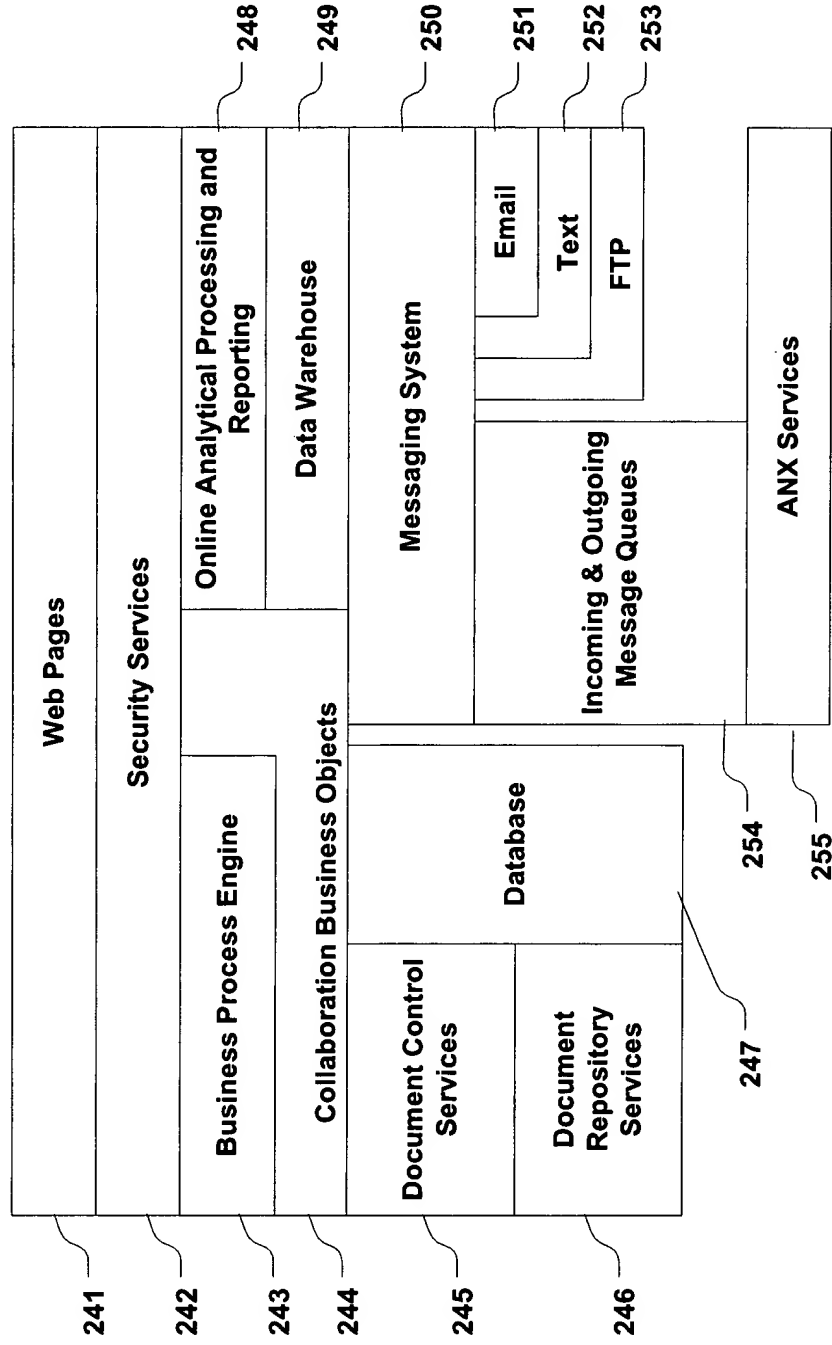 Web Pages
Security Services
Business Process Engine
Online Analytical Processing and
Reporting
Collaboration Business Objects
Data Warehouse
Document Control
Services
Document
Repository
Services
Database
Messaging System
Email
Text
FTP
Incoming & Outgoing
Message Queues
ANX Services
241
242
243
244
245
246
247
248
249
250
251
252
253
254
255